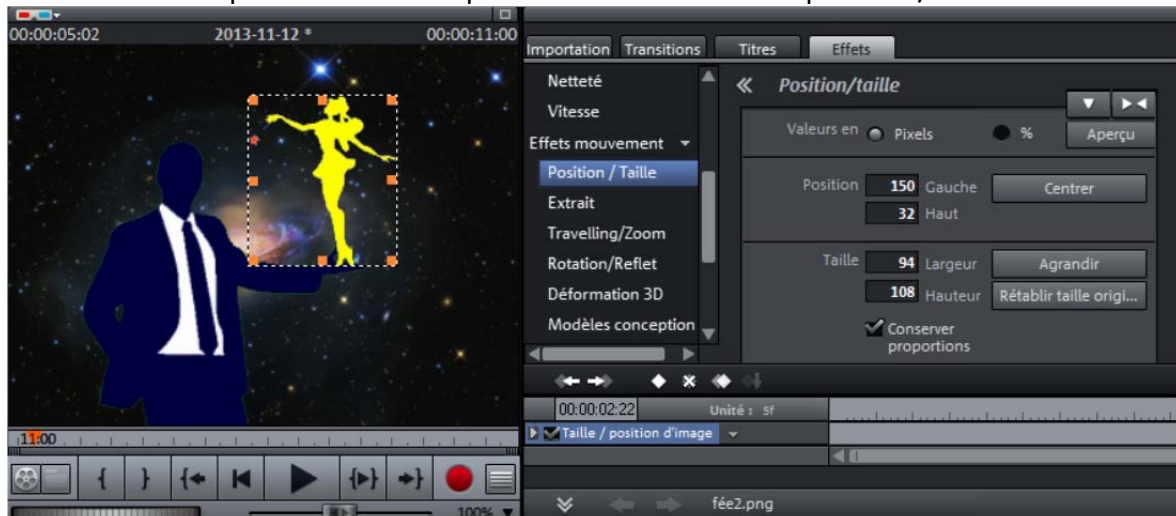 00:00:05:02 2013-11-12 * 00:00:11:00
Importation Transitions Titres Effets
Netteté
Vitesse
Effets mouvement
Position / Taille
Extrait
Travelling/Zoom
Rotation/Reflet
Déformation 3D
Modèles conception
Position/taille
Valeurs en Pixels % Aperçu
Position 150 Gauche Centrer
32 Haut
Taille 94 Largeur Agrandir
108 Hauteur Rétablir taille origi...
Conserver
proportions
00:00:02:22 Unité : 5f
Taille / position d'image
11:00
100%
fée2.png